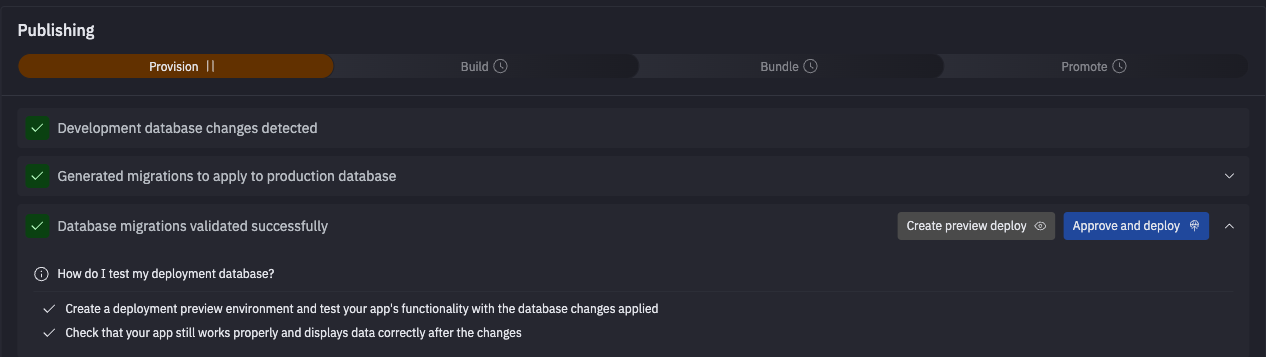 Publishing
Provision
Build
Bundle
Promote
Development database changes detected
Generated migrations to apply to production database
Database migrations validated successfully
Create preview deploy
Approve and deploy
How do I test my deployment database?
Create a deployment preview environment and test your app's functionality with the database changes applied
Check that your app still works properly and displays data correctly after the changes